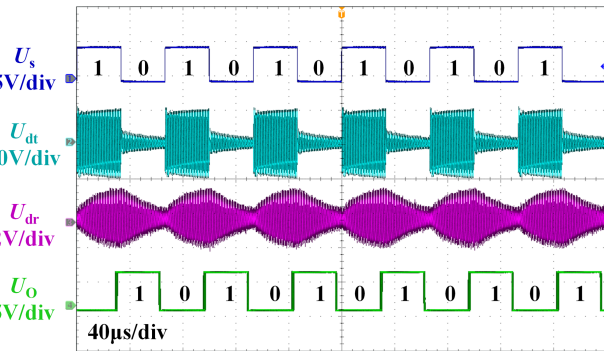 U_s 1 0 1 0 1 0 1 0 1 0 1
5V/div
U_dt
0V/div
U_dr
2V/div
U_O 1 0 1 0 1 0 1 0 1 0 1
5V/div
40μs/div